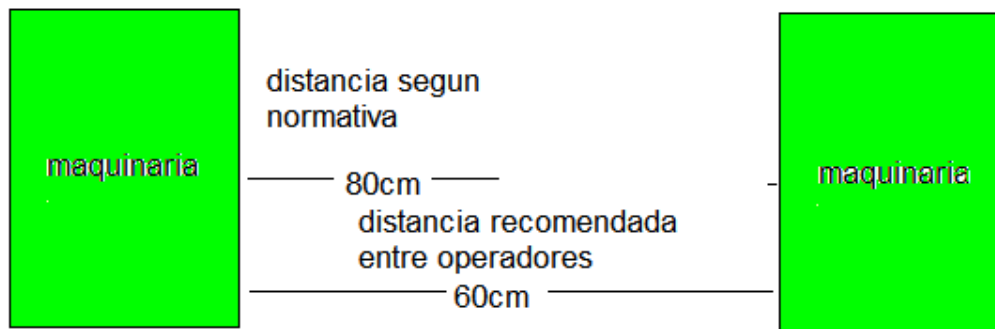 distancia segun
normativa
maquinaria
maquinaria
80cm
distancia recomendada
entre operadores
60cm